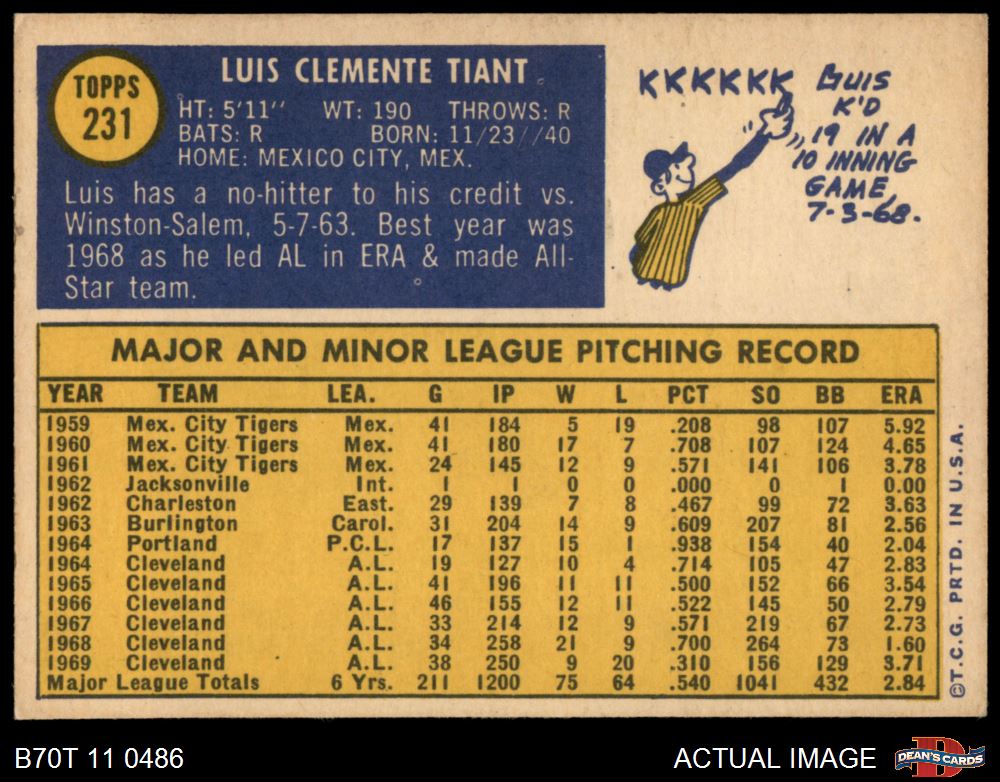 TOPPS
231
LUIS CLEMENTE TIANT
HT: 5'11" WT: 190 THROWS: R
BATS: R BORN: 11/23//40
HOME: MEXICO CITY, MEX.
Luis has a no-hitter to his credit vs.
Winston-Salem, 5-7-63. Best year was
1968 as he led AL in ERA & made All-
Star team.
KKKKKK LUIS
K'D
19 IN A
10 INNING
GAME
7-3-68.
MAJOR AND MINOR LEAGUE PITCHING RECORD
YEAR TEAM LEA. G IP W L PCT SO BB ERA
1959 Mex. City Tigers Mex. 41 184 5 19 .208 98 107 5.92
1960 Mex. City Tigers Mex. 41 180 17 7 .708 107 124 4.65
1961 Mex. City Tigers Mex. 24 145 12 9 .571 141 106 3.78
1962 Jacksonville Int. 1 1 0 0 .000 0 1 0.00
1962 Charleston East. 29 139 7 8 .467 99 72 3.63
1963 Burlington Carol. 31 204 14 9 .609 207 81 2.56
1964 Portland P.C.L. 17 137 15 1 .938 154 40 2.04
1964 Cleveland A.L. 19 127 10 4 .714 105 47 2.83
1965 Cleveland A.L. 41 196 11 11 .500 152 66 3.54
1966 Cleveland A.L. 46 155 12 11 .522 145 50 2.79
1967 Cleveland A.L. 33 214 12 9 .571 219 67 2.73
1968 Cleveland A.L. 34 258 21 9 .700 264 73 1.60
1969 Cleveland A.L. 38 250 9 20 .310 156 129 3.71
Major League Totals 6 Yrs. 211 1200 75 64 .540 1041 432 2.84
©T.C.G. PRTD. IN U.S.A.
B70T 11 0486
ACTUAL IMAGE
DEAN'S CARDS